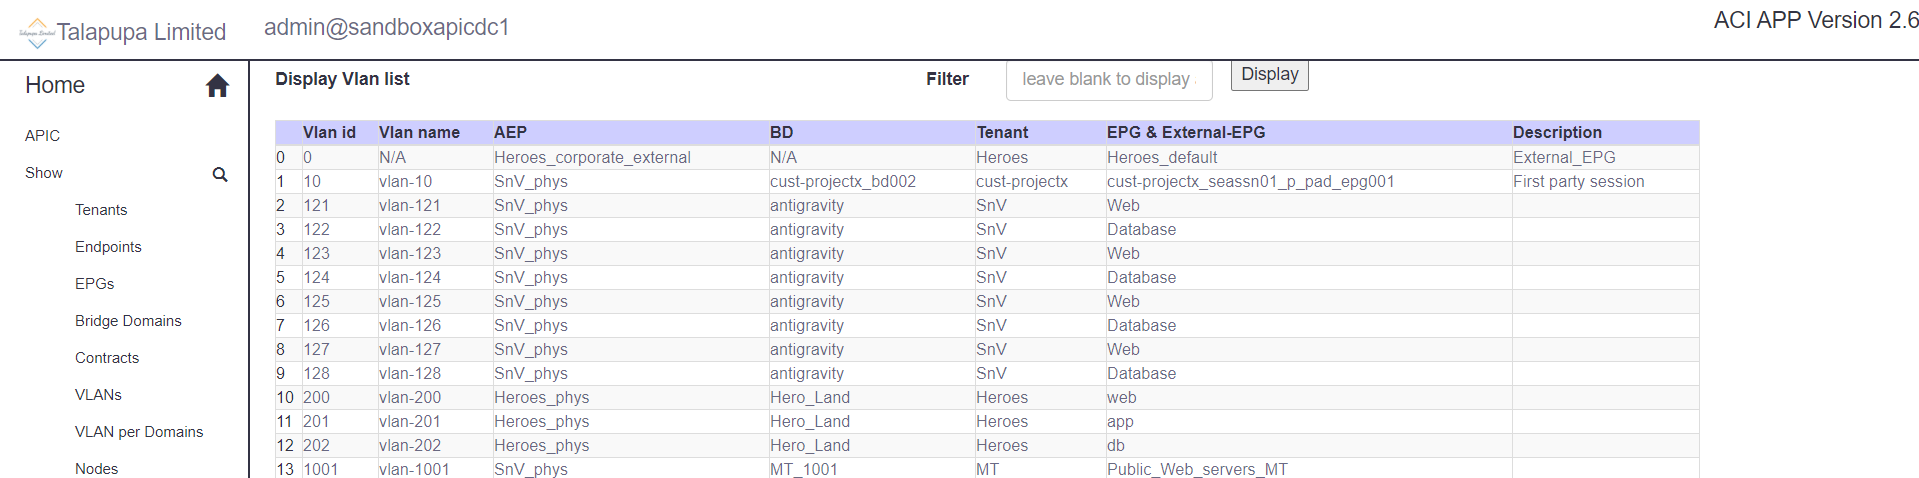 Talapupa Limited
Talapupa Limited admin@sandboxapicdc1 ACI APP Version 2.6
Home
APIC
Show
Tenants
Endpoints
EPGs
Bridge Domains
Contracts
VLANs
VLAN per Domains
Nodes
Display Vlan list Filter leave blank to display Display
Vlan id Vlan name AEP BD Tenant EPG & External-EPG Description
0 0 N/A Heroes_corporate_external N/A Heroes Heroes_default External_EPG
1 10 vlan-10 SnV_phys cust-projectx_bd002 cust-projectx cust-projectx_seassn01_p_pad_epg001 First party session
2 121 vlan-121 SnV_phys antigravity SnV Web
3 122 vlan-122 SnV_phys antigravity SnV Database
4 123 vlan-123 SnV_phys antigravity SnV Web
5 124 vlan-124 SnV_phys antigravity SnV Database
6 125 vlan-125 SnV_phys antigravity SnV Web
7 126 vlan-126 SnV_phys antigravity SnV Database
8 127 vlan-127 SnV_phys antigravity SnV Web
9 128 vlan-128 SnV_phys antigravity SnV Database
10 200 vlan-200 Heroes_phys Hero_Land Heroes web
11 201 vlan-201 Heroes_phys Hero_Land Heroes app
12 202 vlan-202 Heroes_phys Hero_Land Heroes db
13 1001 vlan-1001 SnV_phys MT_1001 MT Public_Web_servers_MT